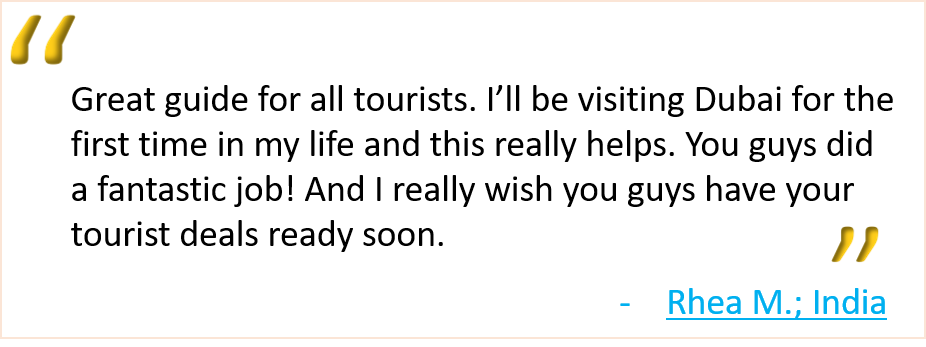 “
Great guide for all tourists. I’ll be visiting Dubai for the
first time in my life and this really helps. You guys did
a fantastic job! And I really wish you guys have your
tourist deals ready soon.
”
- Rhea M.; India